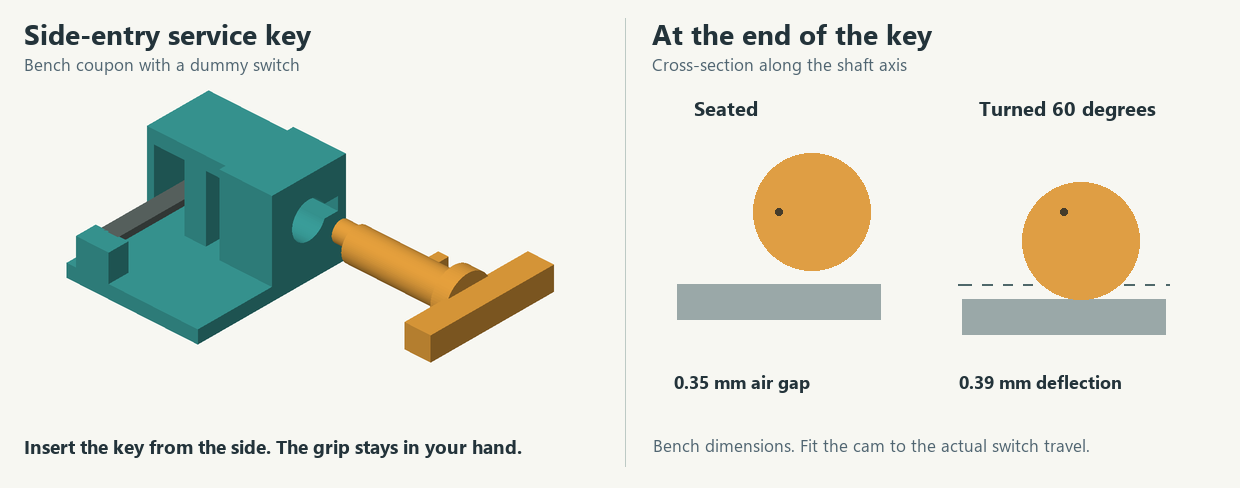 Side-entry service key
Bench coupon with a dummy switch
Insert the key from the side. The grip stays in your hand.
At the end of the key
Cross-section along the shaft axis
Seated
Turned 60 degrees
0.35 mm air gap
0.39 mm deflection
Bench dimensions. Fit the cam to the actual switch travel.